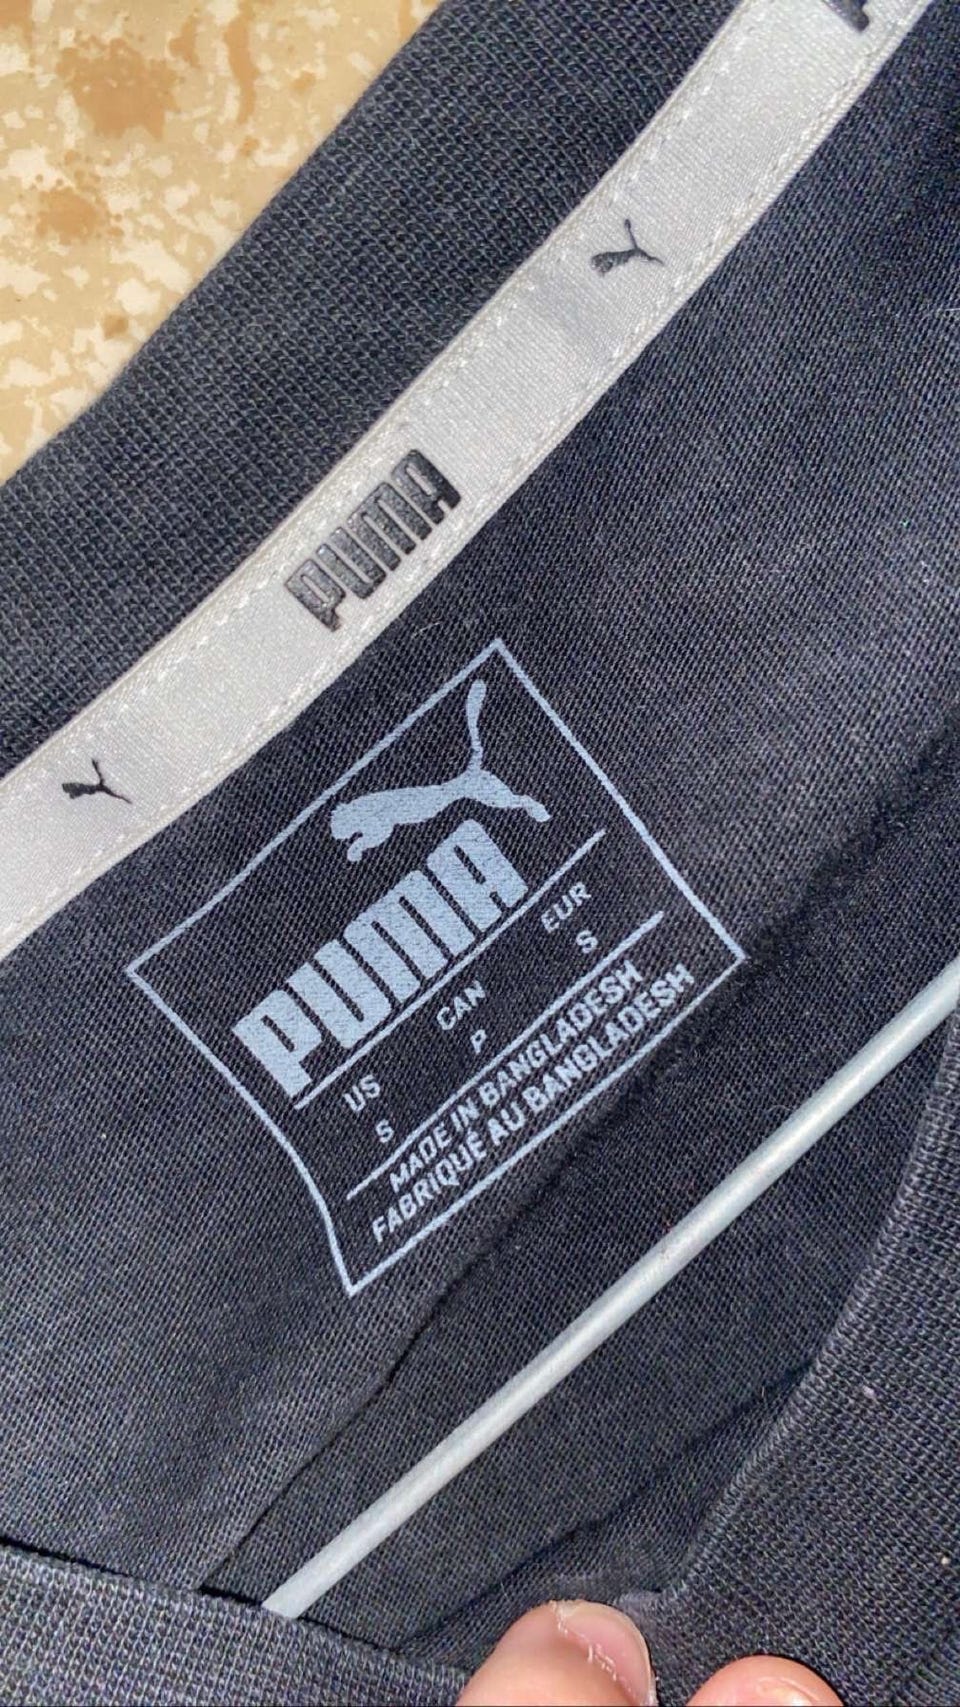 PUMA
PUMA
US CAN EUR
S P S
MADE IN BANGLADESH
FABRIQUÉ AU BANGLADESH